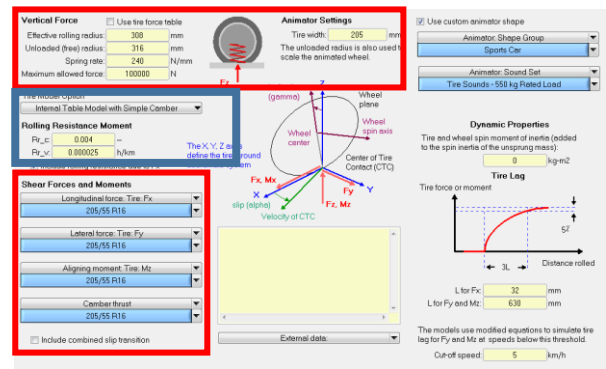 Vertical Force
Use tire force table
Effective rolling radius: 308 mm
Unloaded (free) radius: 316 mm
Spring rate: 240 N/mm
Maximum allowed force: 100000 N
Fz
Animator Settings
Tire width: 205 mm
The unloaded radius is also used t
scale the animated wheel.
Use custom animator shape
Animator: Shape Group
Sports Car
Animator: Sound Set
Tire Sounds - 550 kg Rated Load
Tire Model Option
Internal Table Model with Simple Camber
Rolling Resistance Moment
Rr_c: 0.004 --
Rr_v: 0.000025 h/km
The X, Y, Z axes
define the tire ground
Z
(gamma)
Wheel
plane
Wheel
spin axis
Wheel
center
Center of Tire
Contact (CTC)
Fx, Mx
X
Fy
Y
slip (alpha)
Fz, Mz
Velocity of CTC
Shear Forces and Moments
Longitudinal force: Tire: Fx
205/55 R16
Lateral force: Tire: Fy
205/55 R16
Aligning moment: Tire: Mz
205/55 R16
Camber thrust
205/55 R16
Include combined slip transition
External data:
Dynamic Properties
Tire and wheel spin moment of inertia (added
to the spin inertia of the unsprung mass):
0 kg-m2
Tire Lag
Tire force or moment
3L
Distance rolled
L for Fx: 32 mm
L for Fy and Mz: 630 mm
The models use modified equations to simulate tire
lag for Fy and Mz at speeds below this threshold.
Cut-off speed: 5 km/h